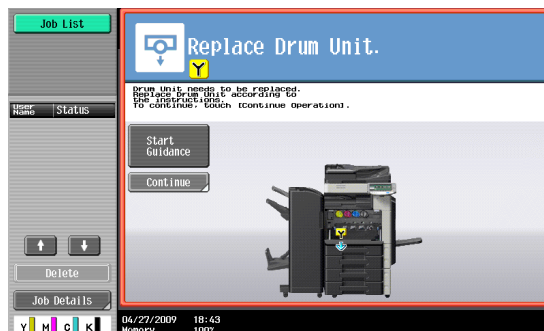 Job List
Replace Drum Unit.
Y
Drum Unit needs to be replaced.
Replace Drum Unit according to
the instructions.
To continue, touch [Continue Operation].
User
Name
Status
Start
Guidance
Continue
Y
Delete
Job Details
04/27/2009 18:43
Y M C K
Memory 100%